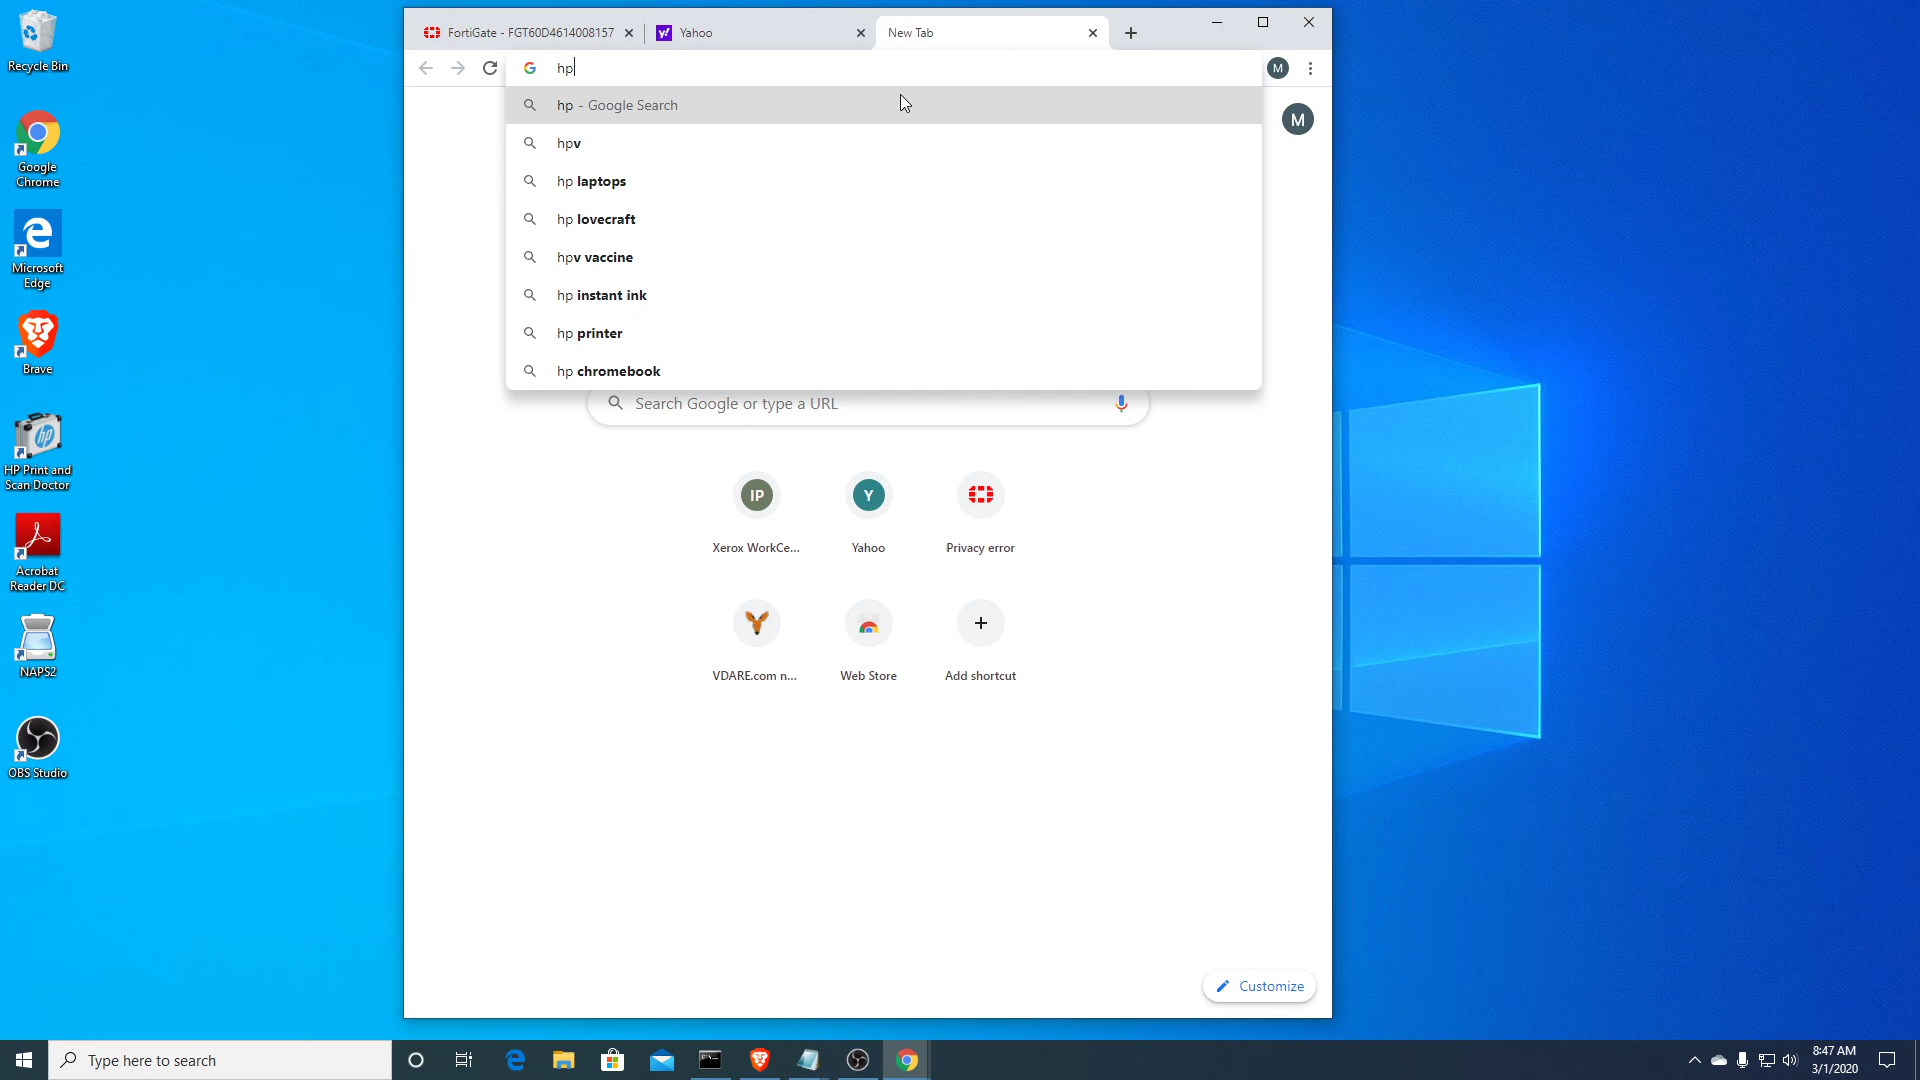 Recycle Bin
Google
Chrome
Microsoft
Edge
Brave
hp
HP Print and
Scan Doctor
Acrobat
Reader DC
NAPS2
OBS Studio
FortiGate - FGT60D4614008157
y!
Yahoo
New Tab
hp
M
hp - Google Search
M
hpv
hp laptops
hp lovecraft
hpv vaccine
hp instant ink
hp printer
hp chromebook
Search Google or type a URL
IP
Y
Xerox WorkCe...
Yahoo
Privacy error
VDARE.com n...
Web Store
Add shortcut
Customize
Type here to search
8:47 AM
3/1/2020